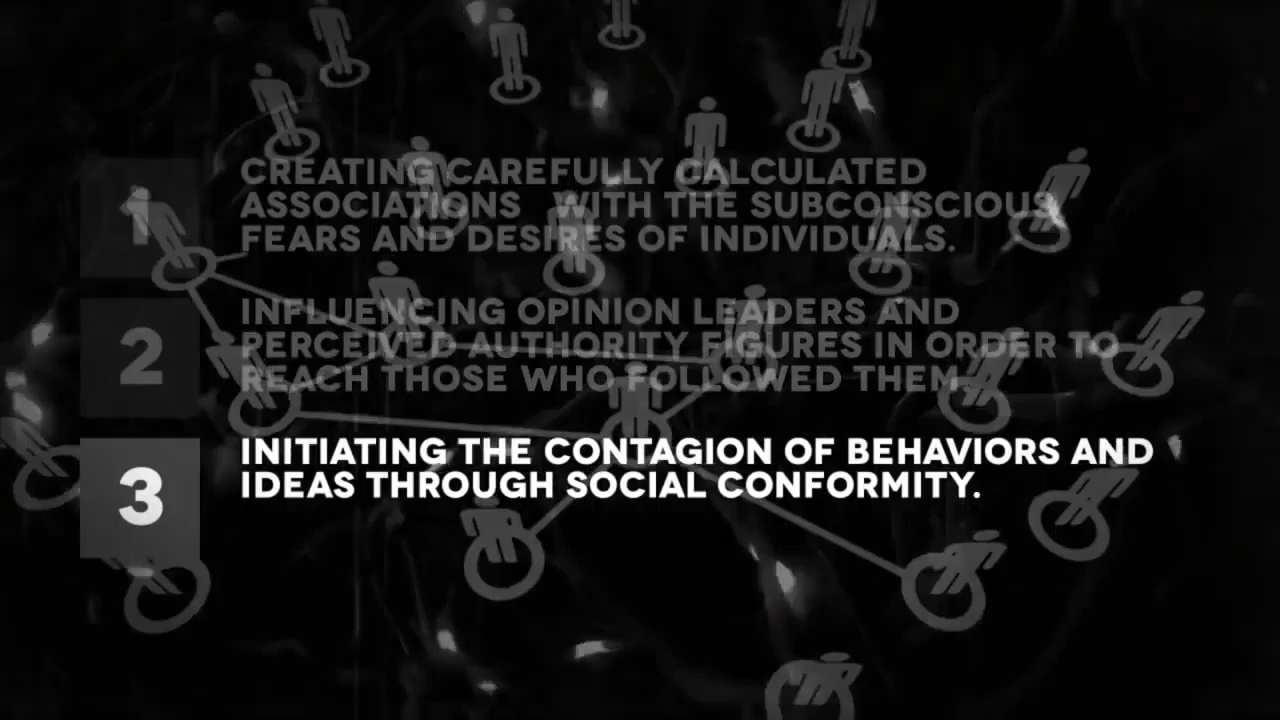 1
CREATING CAREFULLY CALCULATED
ASSOCIATIONS WITH THE SUBCONSCIOUS
FEARS AND DESIRES OF INDIVIDUALS.
2
INFLUENCING OPINION LEADERS AND
PERCEIVED AUTHORITY FIGURES IN ORDER TO
REACH THOSE WHO FOLLOWED THEM.
3
INITIATING THE CONTAGION OF BEHAVIORS AND
IDEAS THROUGH SOCIAL CONFORMITY.